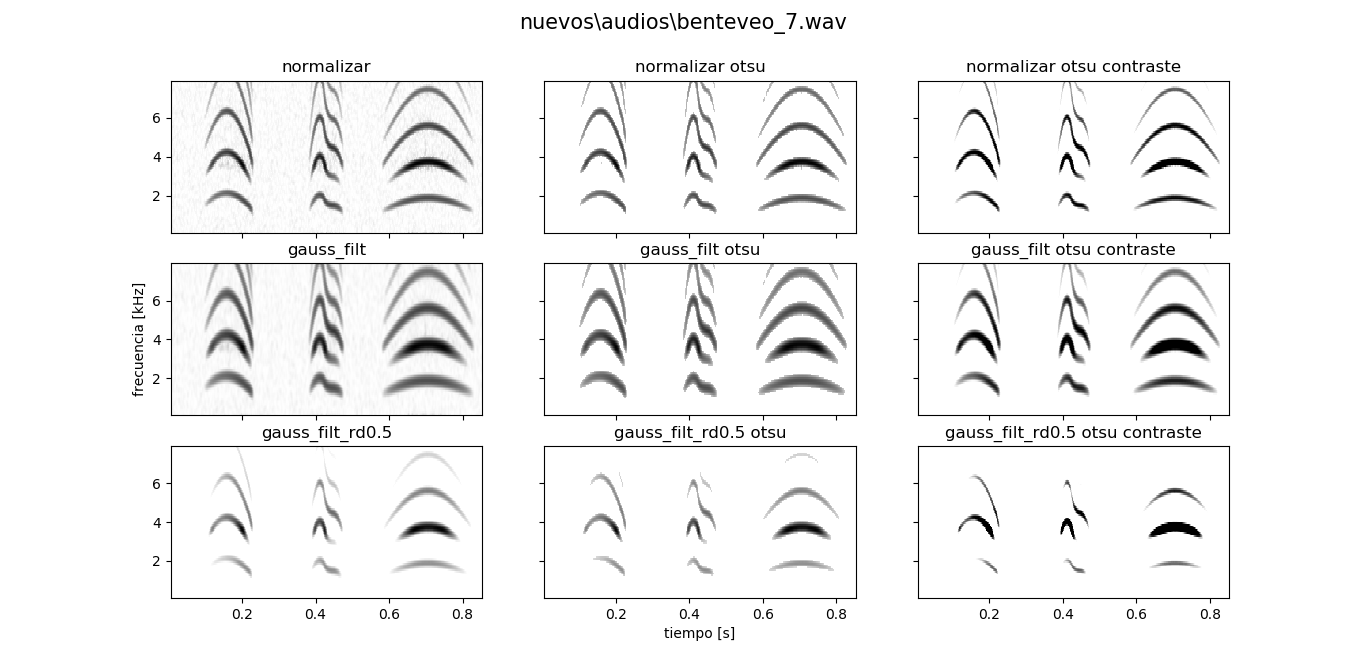 nuevos\audios\benteveo_7.wav
normalizar
normalizar otsu
normalizar otsu contraste
6
4
2
gauss_filt
gauss_filt otsu
gauss_filt otsu contraste
frecuencia [kHz]
6
4
2
gauss_filt_rd0.5
gauss_filt_rd0.5 otsu
gauss_filt_rd0.5 otsu contraste
6
4
2
0.2 0.4 0.6 0.8
0.2 0.4 0.6 0.8
0.2 0.4 0.6 0.8
tiempo [s]